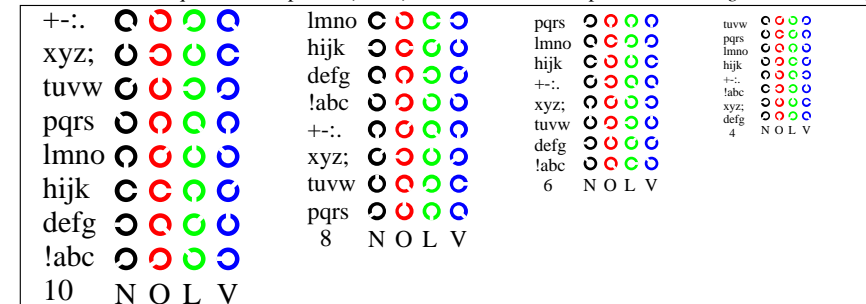 +-:.
xyz;
tuvw
pqrs
lmno
hijk
defg
!abc
10 N O L V
lmno
hijk
defg
!abc
+-:.
xyz;
tuvw
pqrs
8 N O L V
pqrs
lmno
hijk
+-:.
xyz;
tuvw
defg
!abc
6 N O L V
tuvw
pqrs
lmno
hijk
+-:.
!abc
xyz;
defg
4 N O L V